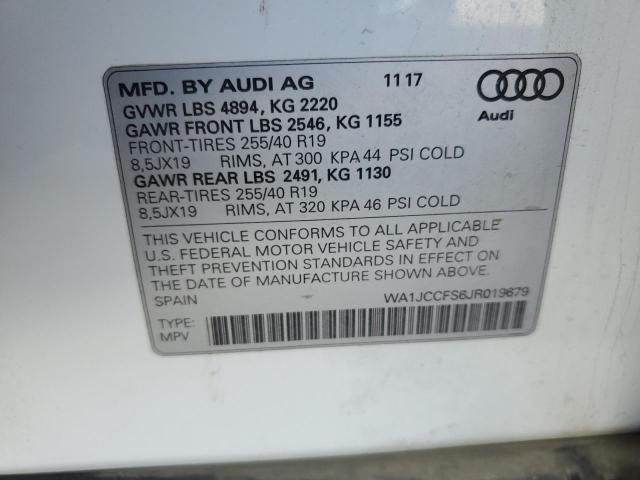 MFD. BY AUDI AG 11 17
GVWR LBS 4894, KG 2220
GAWR FRONT LBS 2546, KG 1155
FRONT-TIRES 255/40 R19
8,5JX19 RIMS, AT 300 KPA 44 PSI COLD
GAWR REAR LBS 2491, KG 1130
REAR-TIRES 255/40 R19
8,5JX19 RIMS, AT 320 KPA 46 PSI COLD
Audi
THIS VEHICLE CONFORMS TO ALL APPLICABLE
U.S. FEDERAL MOTOR VEHICLE SAFETY AND
THEFT PREVENTION STANDARDS IN EFFECT ON
THE DATE OF MANUFACTURE SHOWN ABOVE.
SPAIN WA1JCCFS6JR019679
TYPE:
MPV